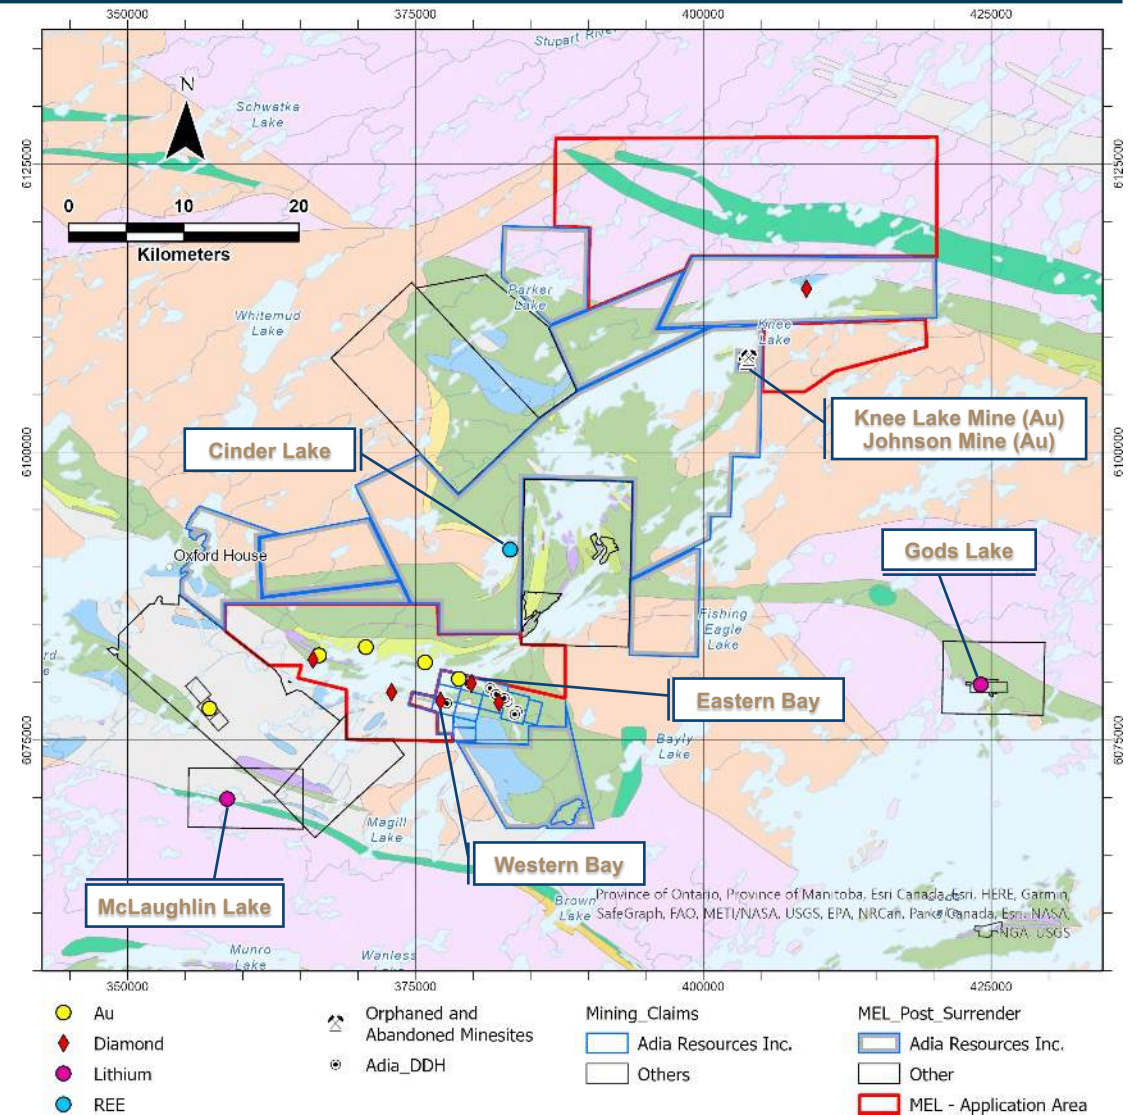 350000 375000 400000 425000
Stupart River
N
Schwatka
Lake
6125000
6125000
0 10 20
Kilometers
Parker
Lake
Whitemud
Lake
Knee
Lake
Knee Lake Mine (Au)
Johnson Mine (Au)
Cinder Lake
6100000
6100000
Oxford House
Gods Lake
Fishing
Eagle
Lake
rd
e
Eastern Bay
6075000
6075000
Bayly
Lake
Magill
Lake
Western Bay
McLaughlin Lake
Brown
Lake
Province of Ontario, Province of Manitoba, Esri Canada, Esri, HERE, Garmin,
SafeGraph, FAO, METI/NASA, USGS, EPA, NRCan, Parks Canada, Esri, NASA,
NGA, USGS
Munro
Lake
Wanless
Lake
350000 375000 400000 425000
Au
Diamond
Lithium
REE
Orphaned and
Abandoned Minesites
Adia_DDH
Mining_Claims
Adia Resources Inc.
Others
MEL_Post_Surrender
Adia Resources Inc.
Other
MEL - Application Area